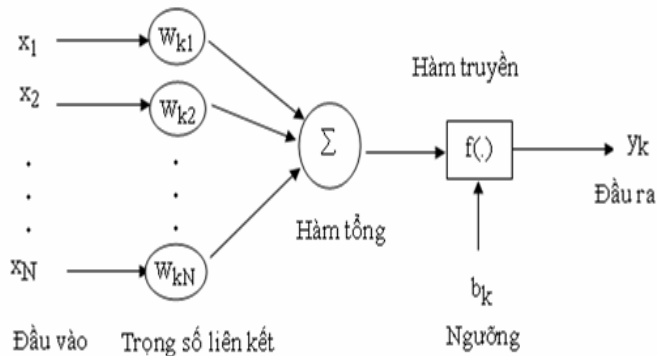 x1
Wk1
Hàm truyền
x2
Wk2
Σ
f(.)
yk
Đầu ra
Hàm tổng
xN
WkN
bk
Đầu vào
Trọng số liên kết
Ngưỡng